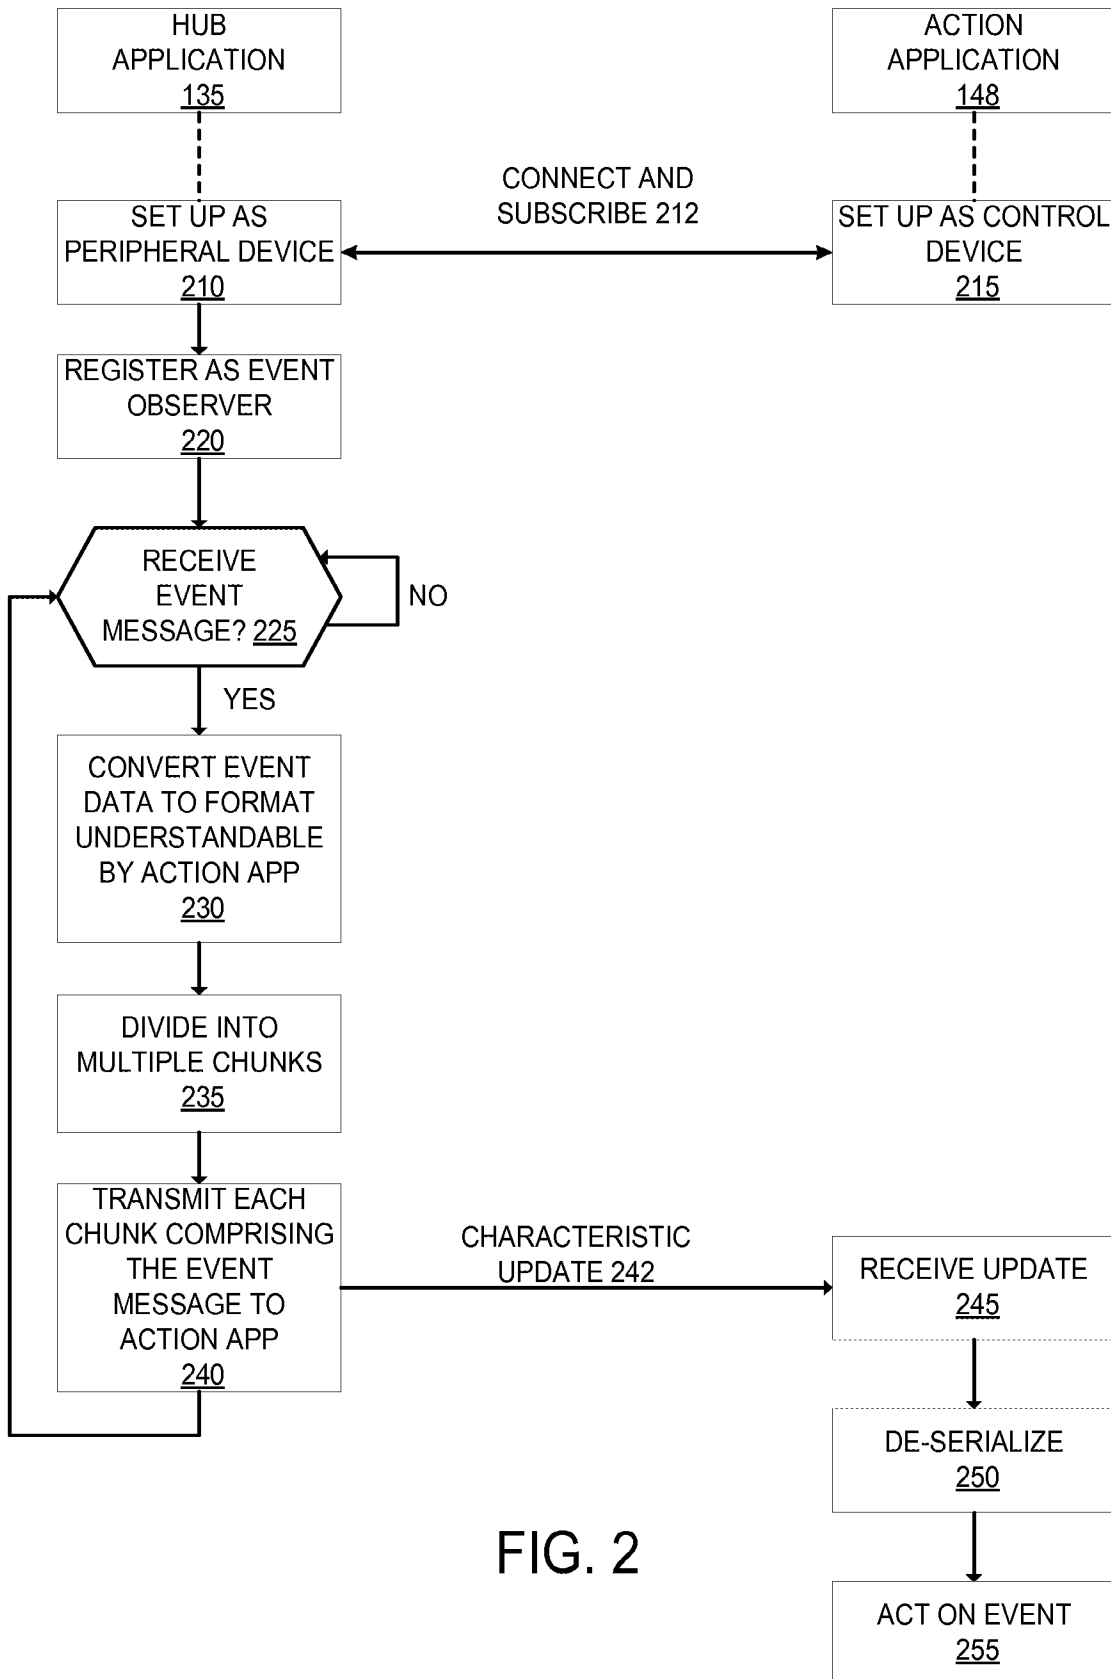 HUB
APPLICATION
135
ACTION
APPLICATION
148
CONNECT AND
SUBSCRIBE 212
SET UP AS
PERIPHERAL DEVICE
210
SET UP AS CONTROL
DEVICE
215
REGISTER AS EVENT
OBSERVER
220
RECEIVE
EVENT
MESSAGE? 225
NO
YES
CONVERT EVENT
DATA TO FORMAT
UNDERSTANDABLE
BY ACTION APP
230
DIVIDE INTO
MULTIPLE CHUNKS
235
TRANSMIT EACH
CHUNK COMPRISING
THE EVENT
MESSAGE TO
ACTION APP
240
CHARACTERISTIC
UPDATE 242
RECEIVE UPDATE
245
DE-SERIALIZE
250
ACT ON EVENT
255
FIG. 2